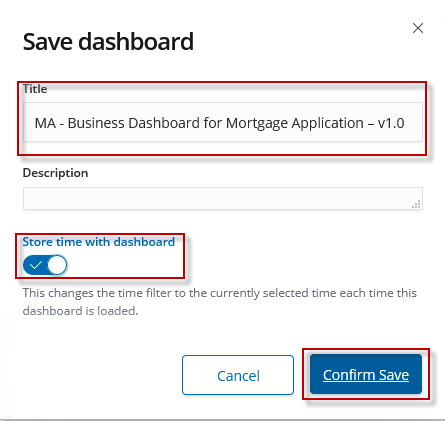 Save dashboard
Title
MA - Business Dashboard for Mortgage Application – v1.0
Description
Store time with dashboard
This changes the time filter to the currently selected time each time this
dashboard is loaded.
Cancel
Confirm Save